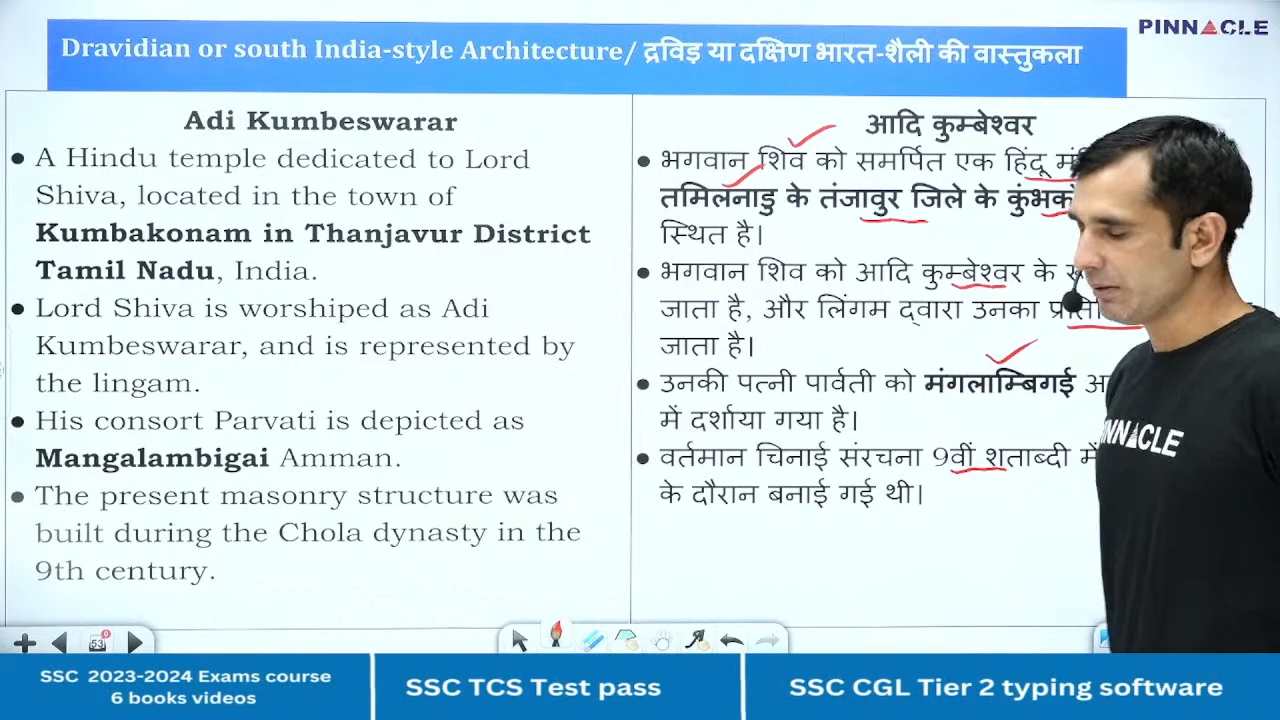 PINNACLE
Dravidian or south India-style Architecture/ द्रविड़ या दक्षिण भारत-शैली की वास्तुकला
Adi Kumbeswarar
● A Hindu temple dedicated to Lord
Shiva, located in the town of
Kumbakonam in Thanjavur District
Tamil Nadu, India.
● Lord Shiva is worshiped as Adi
Kumbeswarar, and is represented by
the lingam.
● His consort Parvati is depicted as
Mangalambigai Amman.
● The present masonry structure was
built during the Chola dynasty in the
9th century.
आदि कुम्बेश्वर
● भगवान शिव को समर्पित एक हिंदू
तमिलनाडु के तंजावुर जिले के
स्थित है।
● भगवान शिव को आदि कुम्बेश्वर के
जाता है, और लिंगम द्वारा उनका
जाता है।
● उनकी पत्नी पार्वती को मंगलाम्बिगई
में दर्शाया गया है।
● वर्तमान चिनाई संरचना 9वीं शताब्दी में
के दौरान बनाई गई थी।
PINNACLE
53
SSC 2023-2024 Exams course
6 books videos
SSC TCS Test pass
SSC CGL Tier 2 typing software